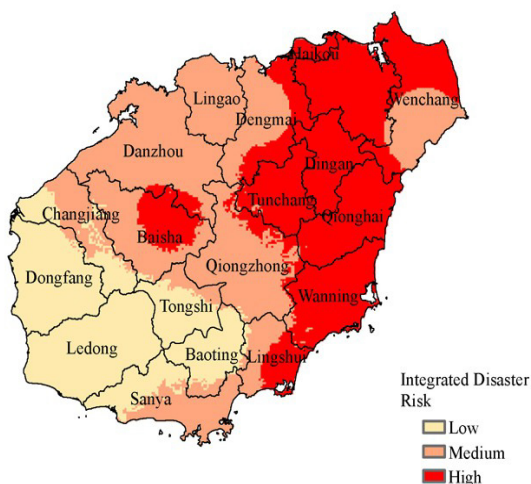 Haikou
Lingao
Wenchang
Dengmai
Danzhou
Dingan
Tunchang
Changjiang
Qionghai
Baisha
Qiongzhong
Dongfang
Wanning
Tongshi
Ledong
Baoting
Lingshui
Sanya
Integrated Disaster
Risk
Low
Medium
High